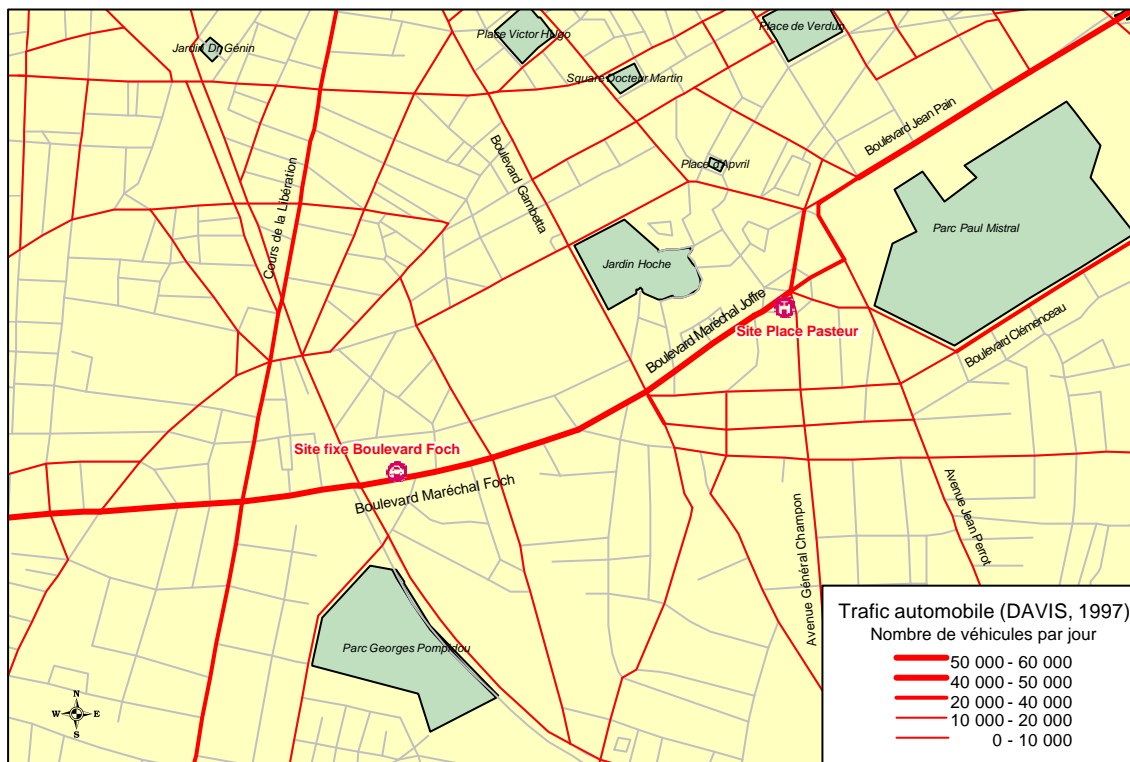 Place Victor Hugo
Place de Verdun
Jardin Dr Génin
Square Docteur Martin
Boulevard Jean Pain
Boulevard Gambetta
Place d'Apvril
Cours de la Libération
Parc Paul Mistral
Jardin Hoche
Boulevard Maréchal Joffre
Site Place Pasteur
Boulevard Clémenceau
Site fixe Boulevard Foch
Boulevard Maréchal Foch
Avenue Général Champon
Avenue Jean Perrot
Parc Georges Pompidou
N
W E
S
Trafic automobile (DAVIS, 1997)
Nombre de véhicules par jour
50 000 - 60 000
40 000 - 50 000
20 000 - 40 000
10 000 - 20 000
0 - 10 000